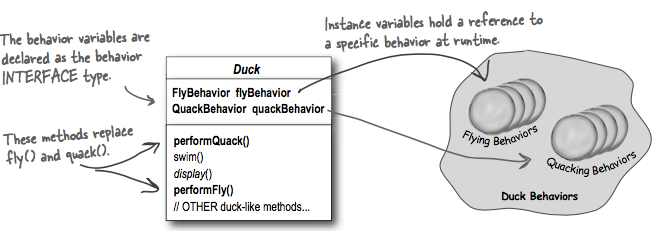 Instance variables hold a reference to
a specific behavior at runtime.
The behavior variables are
declared as the behavior
INTERFACE type.
Duck
FlyBehavior flyBehavior
QuackBehavior quackBehavior
These methods replace
fly() and quack().
performQuack()
swim()
display()
performFly()
// OTHER duck-like methods...
Flying Behaviors
Quacking Behaviors
Duck Behaviors